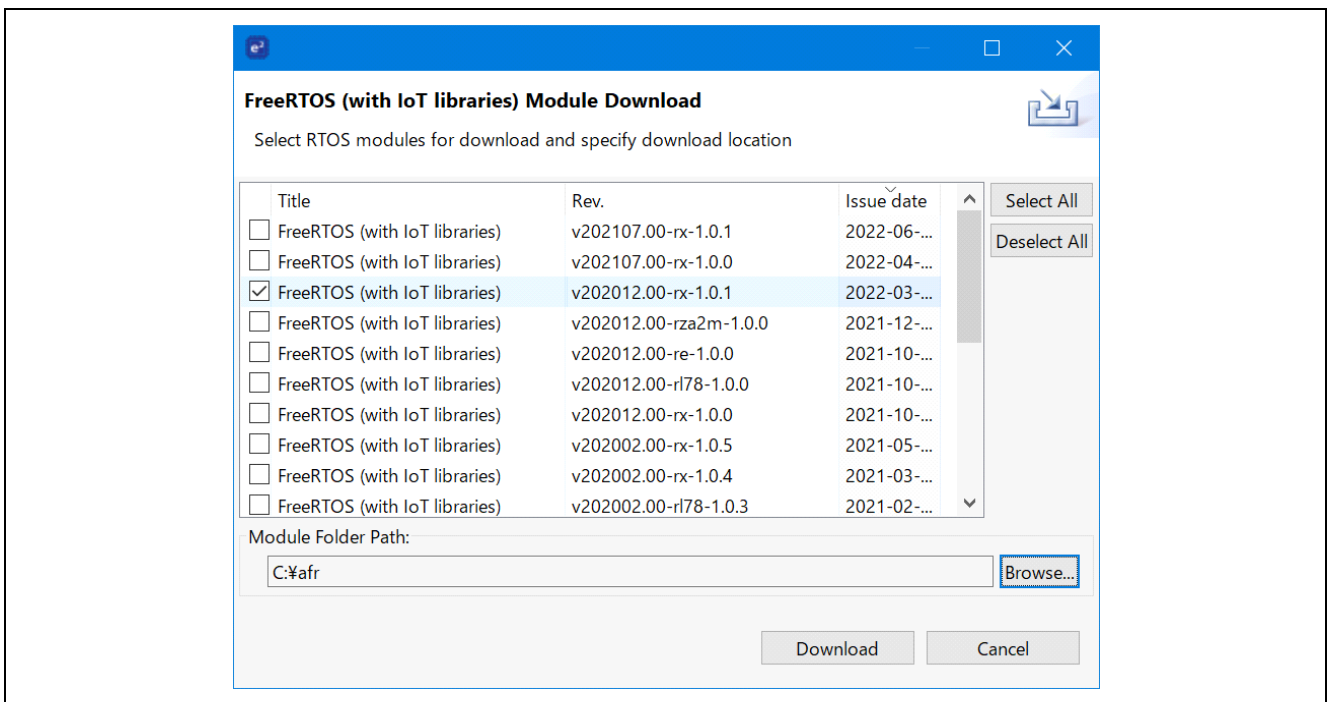 e²
FreeRTOS (with IoT libraries) Module Download
Select RTOS modules for download and specify download location
Title Rev. Issue date Select All
FreeRTOS (with IoT libraries) v202107.00-rx-1.0.1 2022-06-...
Deselect All
FreeRTOS (with IoT libraries) v202107.00-rx-1.0.0 2022-04-...
FreeRTOS (with IoT libraries) v202012.00-rx-1.0.1 2022-03-...
FreeRTOS (with IoT libraries) v202012.00-rza2m-1.0.0 2021-12-...
FreeRTOS (with IoT libraries) v202012.00-re-1.0.0 2021-10-...
FreeRTOS (with IoT libraries) v202012.00-rl78-1.0.0 2021-10-...
FreeRTOS (with IoT libraries) v202012.00-rx-1.0.0 2021-10-...
FreeRTOS (with IoT libraries) v202002.00-rx-1.0.5 2021-05-...
FreeRTOS (with IoT libraries) v202002.00-rx-1.0.4 2021-03-...
FreeRTOS (with IoT libraries) v202002.00-rl78-1.0.3 2021-02-...
Module Folder Path:
C:¥afr Browse...
Download Cancel